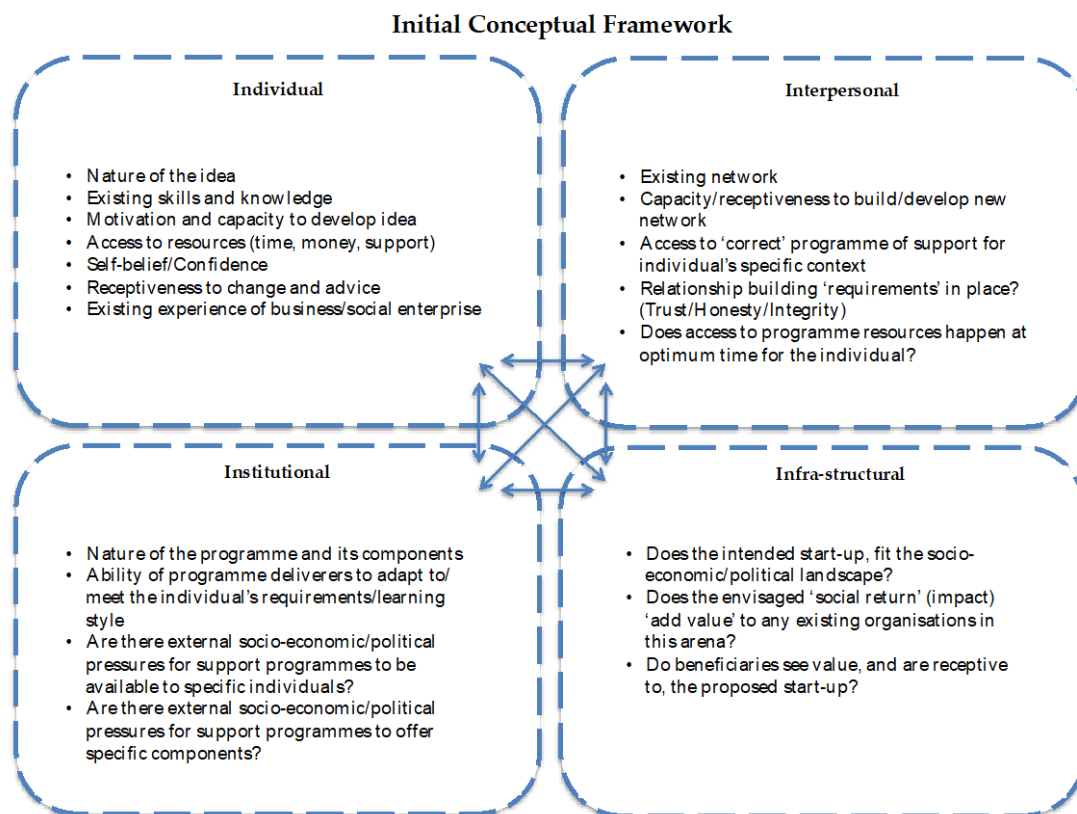 Initial Conceptual Framework
Individual
• Nature of the idea
• Existing skills and knowledge
• Motivation and capacity to develop idea
• Access to resources (time, money, support)
• Self-belief/Confidence
• Receptiveness to change and advice
• Existing experience of business/social enterprise
Interpersonal
• Existing network
• Capacity/receptiveness to build/develop new
network
• Access to ‘correct’ programme of support for
individual’s specific context
• Relationship building ‘requirements’ in place?
(Trust/Honesty/Integrity)
• Does access to programme resources happen at
optimum time for the individual?
Institutional
• Nature of the programme and its components
• Ability of programme deliverers to adapt to/
meet the individual’s requirements/learning
style
• Are there external socio-economic/political
pressures for support programmes to be
available to specific individuals?
• Are there external socio-economic/political
pressures for support programmes to offer
specific components?
Infra-structural
• Does the intended start-up, fit the socio-
economic/political landscape?
• Does the envisaged ‘social return’ (impact)
‘add value’ to any existing organisations in
this arena?
• Do beneficiaries see value, and are receptive
to, the proposed start-up?